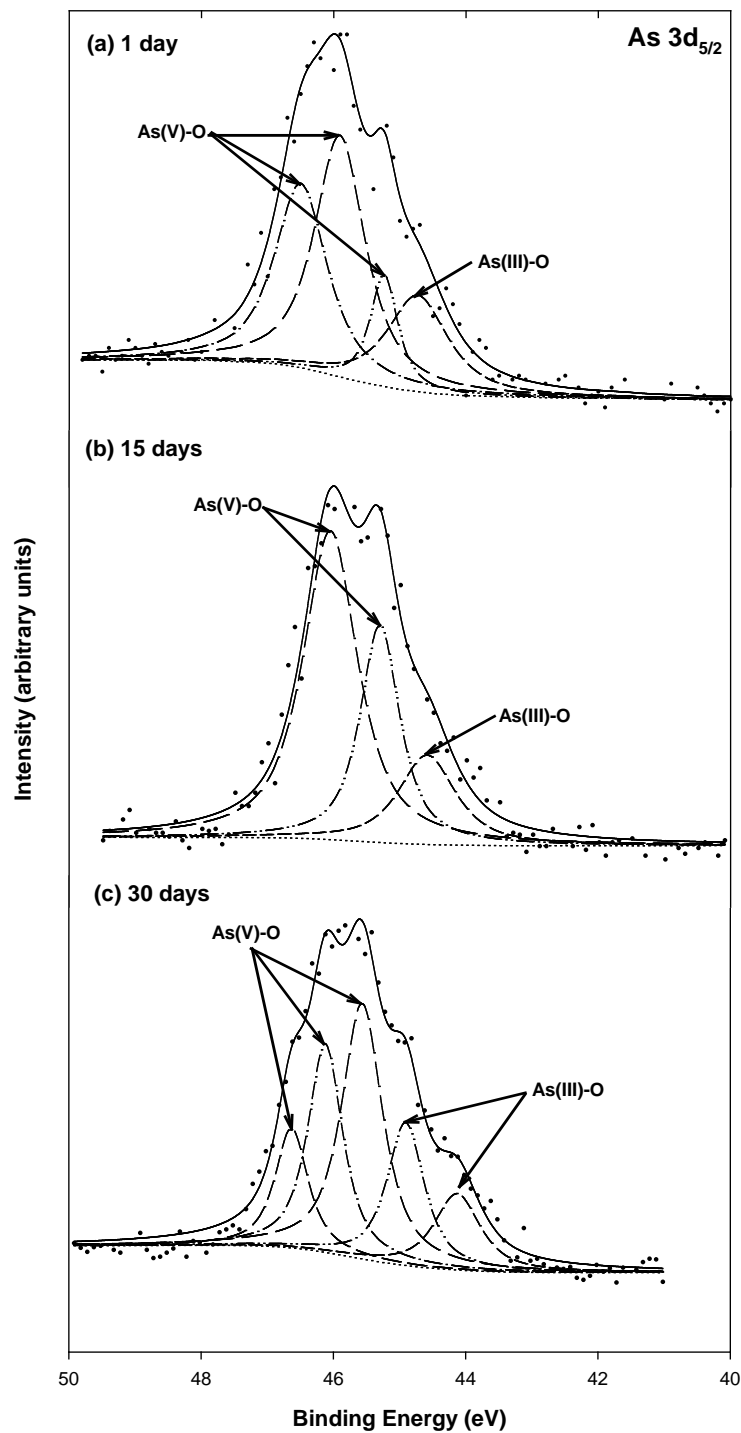 (a) 1 day
As 3d5/2
As(V)-O
As(III)-O
(b) 15 days
As(V)-O
As(III)-O
(c) 30 days
As(V)-O
As(III)-O
Intensity (arbitrary units)
50 48 46 44 42 40
Binding Energy (eV)